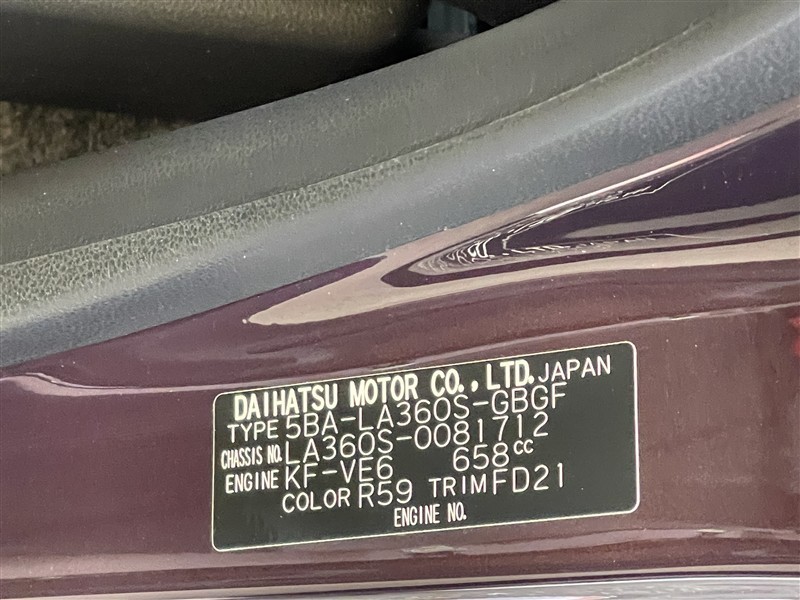 DAIHATSU MOTOR CO., LTD. JAPAN
TYPE 5BA-LA360S-GBGF
CHASSIS NO. LA360S-0081712
ENGINE KF-VE6 658cc
COLOR R59 TRIM FD21
ENGINE NO.